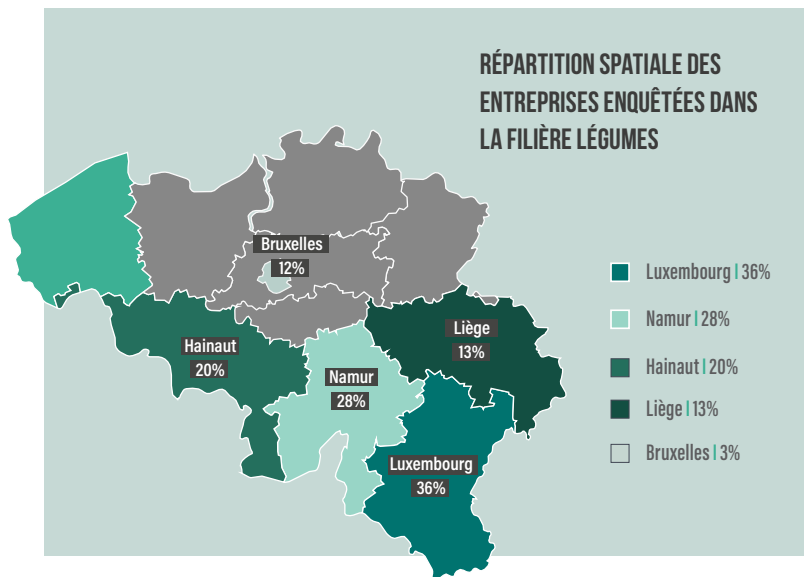 RÉPARTITION SPATIALE DES
ENTREPRISES ENQUÊTÉES DANS
LA FILIÈRE LÉGUMES
Bruxelles
12%
Hainaut
20%
Namur
28%
Liège
13%
Luxembourg
36%
Luxembourg | 36%
Namur | 28%
Hainaut | 20%
Liège | 13%
Bruxelles | 3%